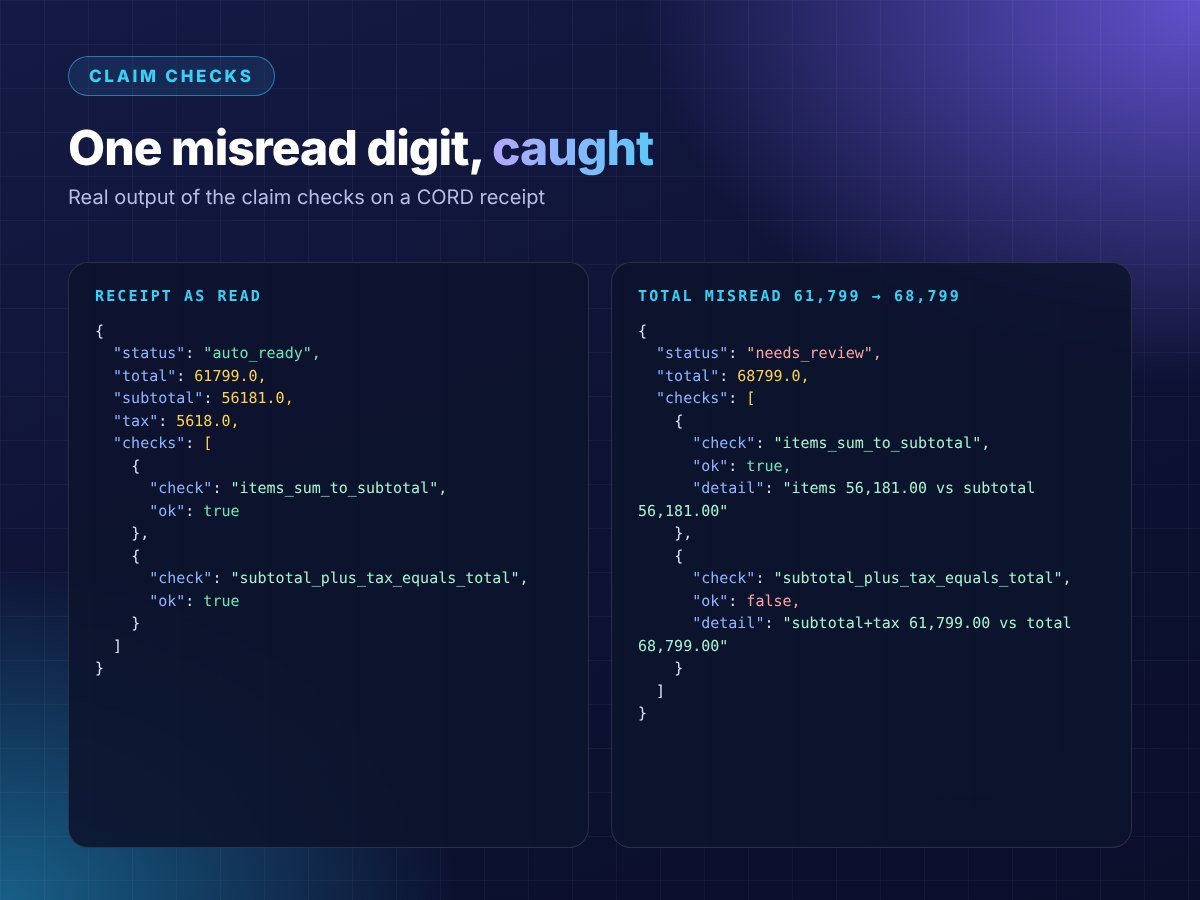 CLAIM CHECKS
One misread digit, caught
Real output of the claim checks on a CORD receipt
RECEIPT AS READ
{
  "status": "auto_ready",
  "total": 61799.0,
  "subtotal": 56181.0,
  "tax": 5618.0,
  "checks": [
    {
      "check": "items_sum_to_subtotal",
      "ok": true
    },
    {
      "check": "subtotal_plus_tax_equals_total",
      "ok": true
    }
  ]
}
TOTAL MISREAD 61,799 → 68,799
{
  "status": "needs_review",
  "total": 68799.0,
  "checks": [
    {
      "check": "items_sum_to_subtotal",
      "ok": true,
      "detail": "items 56,181.00 vs subtotal
56,181.00"
    },
    {
      "check": "subtotal_plus_tax_equals_total",
      "ok": false,
      "detail": "subtotal+tax 61,799.00 vs total
68,799.00"
    }
  ]
}